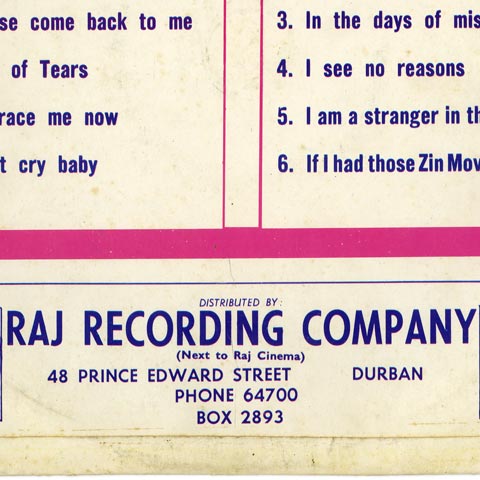 se come back to me
of Tears
race me now
t cry baby
3. In the days of mis
4. I see no reasons
5. I am a stranger in th
6. If I had those Zin Mov
DISTRIBUTED BY:
RAJ RECORDING COMPANY
(Next to Raj Cinema)
48 PRINCE EDWARD STREET DURBAN
PHONE 64700
BOX 2893